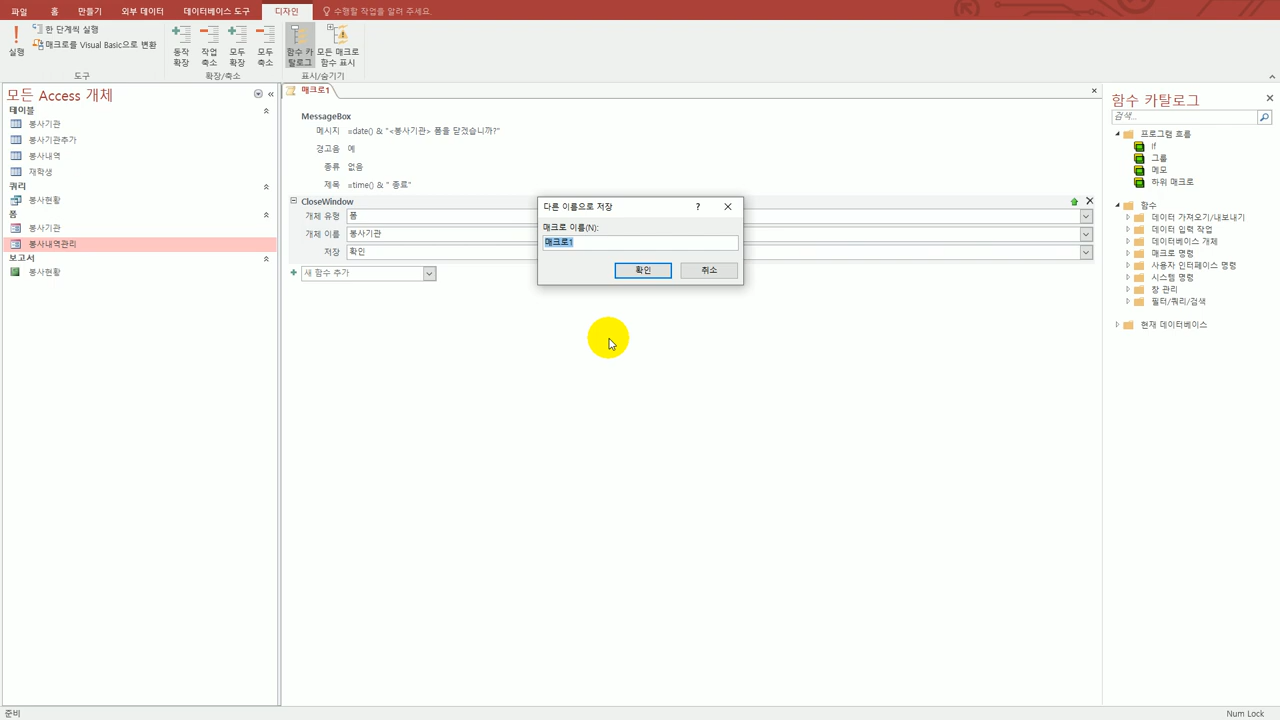 파일 홈 만들기 외부 데이터 데이터베이스 도구 디자인 수행할 작업을 알려 주세요.
실행
한 단계씩 실행
매크로를 Visual Basic으로 변환
도구
동작 확장
작업 축소
모두 확장
모두 축소
확장/축소
함수 카탈로그
모든 매크로 함수 표시
표시/숨기기
모든 Access 개체
테이블
봉사기관
봉사기관추가
봉사내역
재학생
쿼리
봉사현황
폼
봉사기관
봉사내역관리
보고서
봉사현황
매크로1
MessageBox
메시지 =date() & "<봉사기관> 폼을 닫겠습니까?"
경고음 예
종류 없음
제목 =time() & " 종료"
CloseWindow
개체 유형 폼
개체 이름 봉사기관
저장 확인
새 함수 추가
다른 이름으로 저장 ?
매크로 이름(N):
매크로1
확인 취소
함수 카탈로그
검색...
프로그램 흐름
If
그룹
메모
하위 매크로
함수
데이터 가져오기/내보내기
데이터 입력 작업
데이터베이스 개체
매크로 명령
사용자 인터페이스 명령
시스템 명령
창 관리
필터/쿼리/검색
현재 데이터베이스
준비 Num Lock